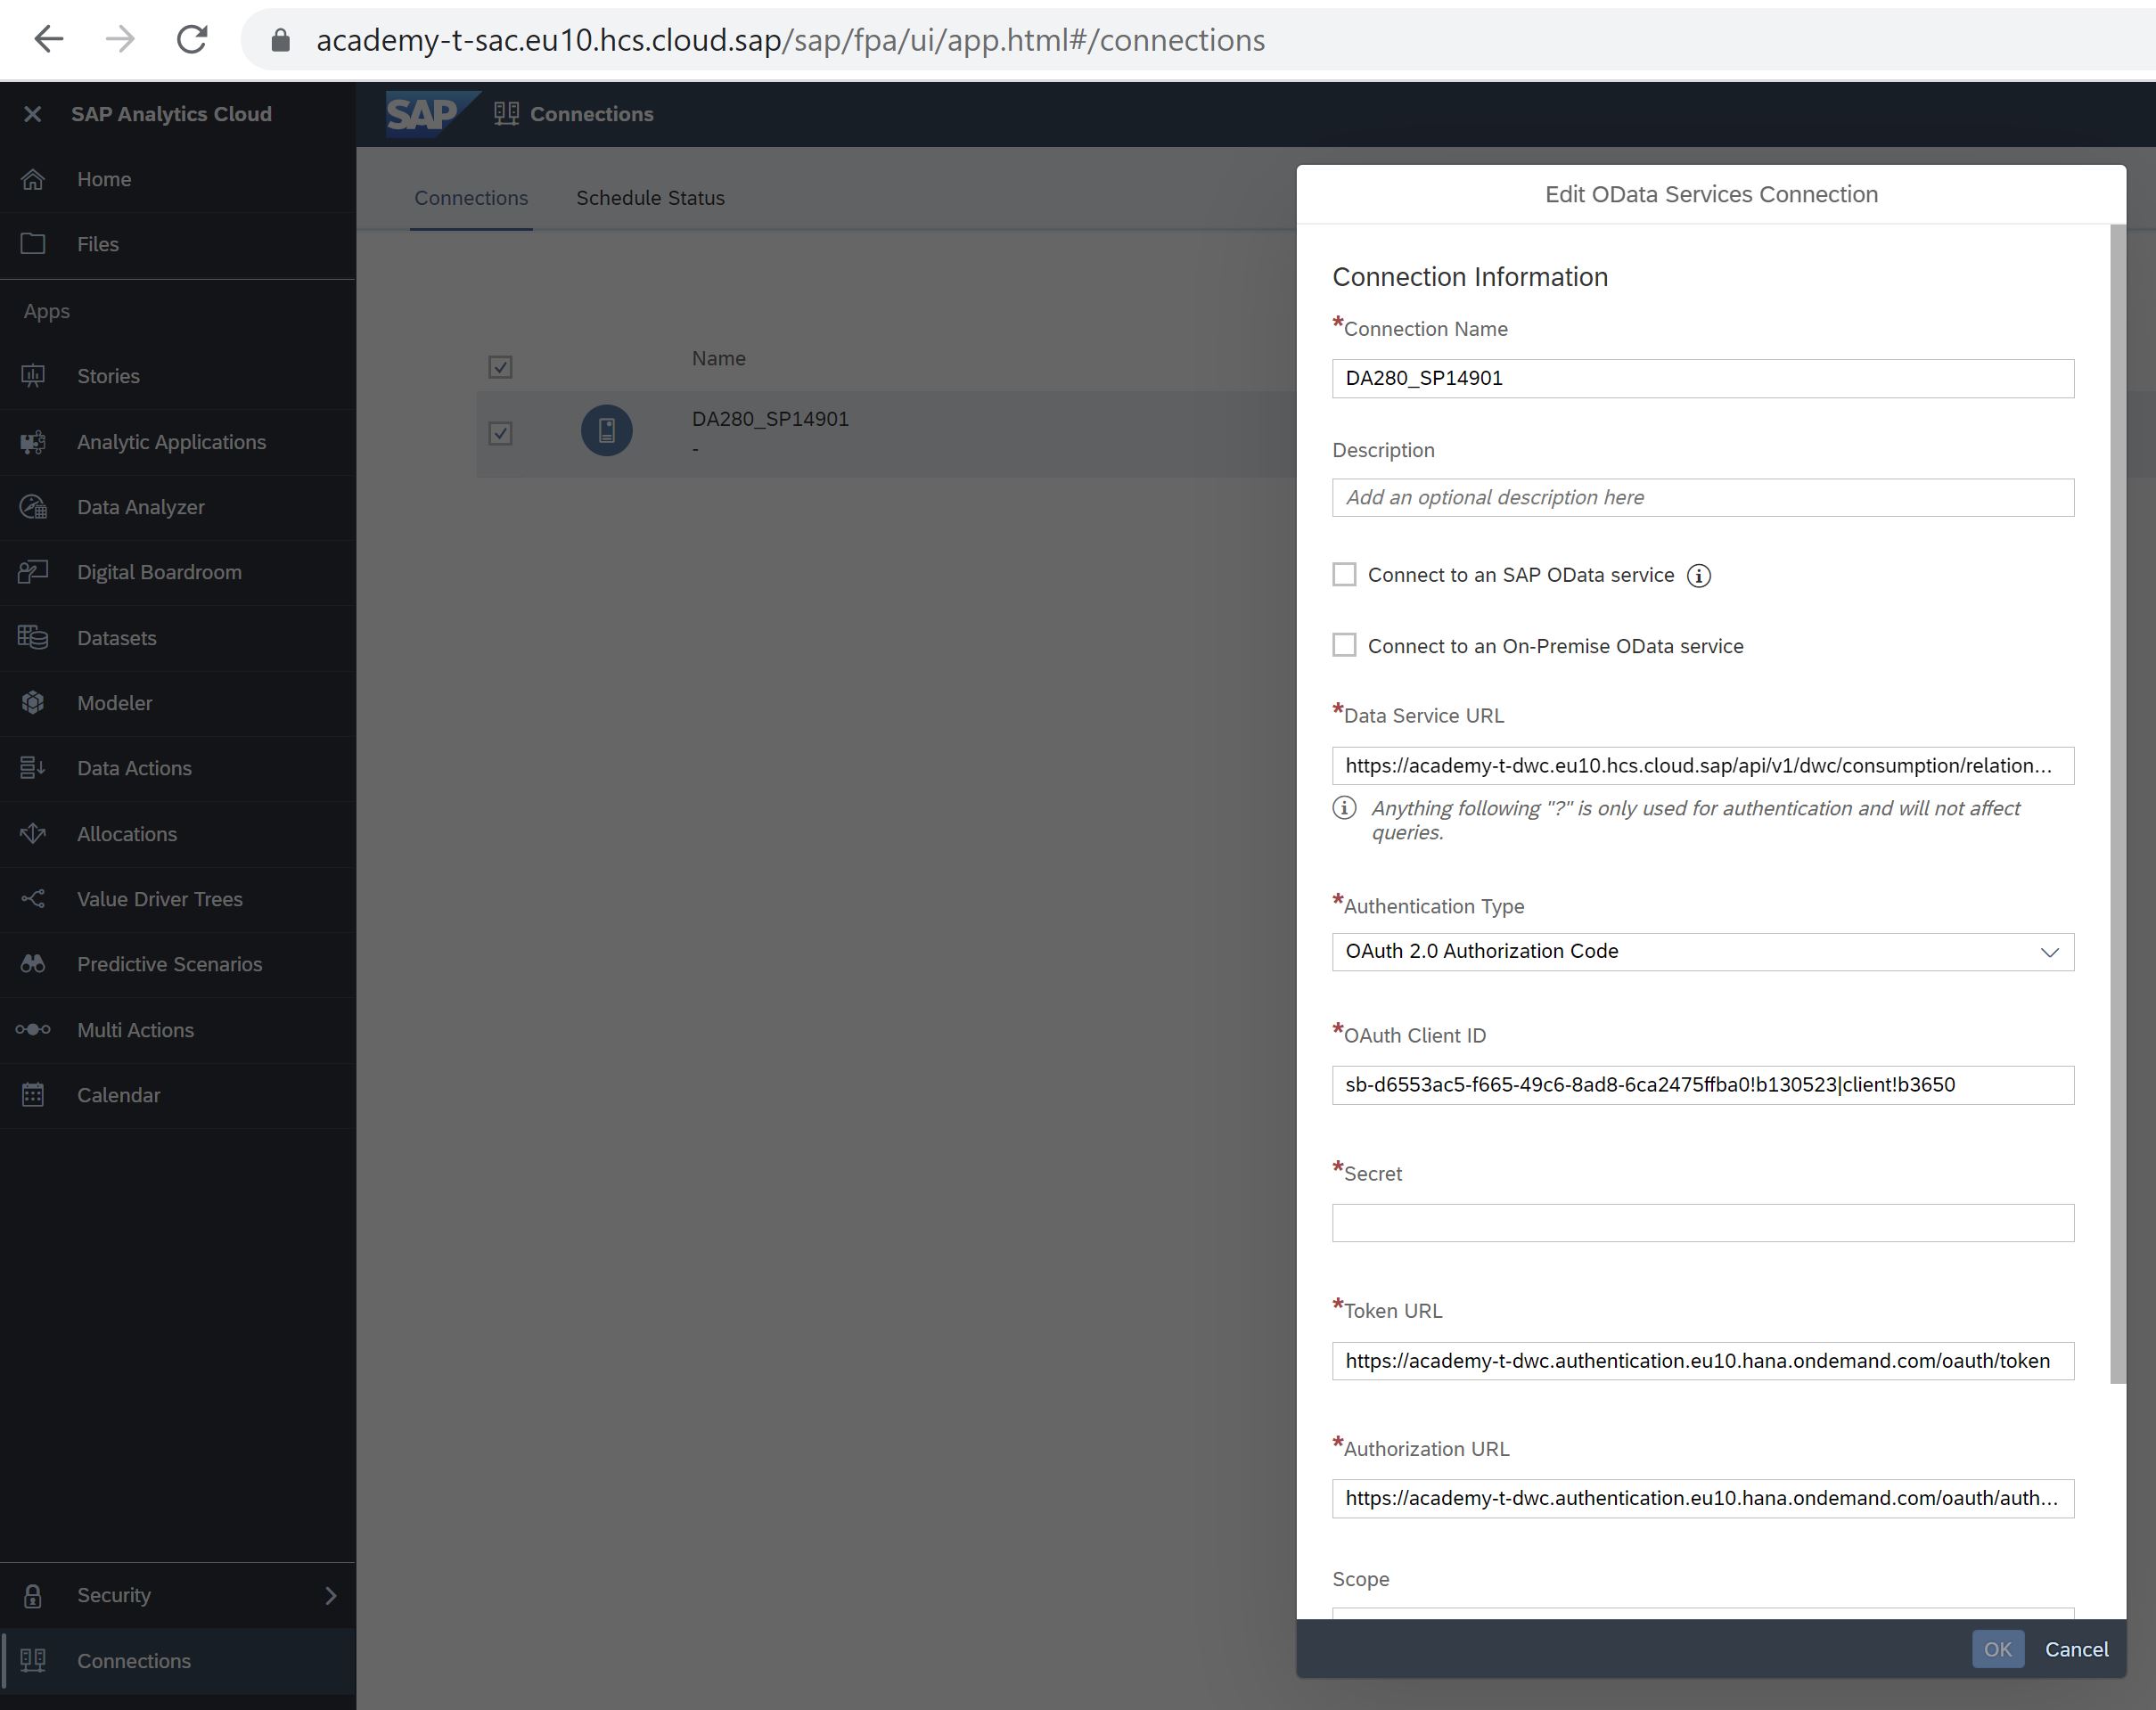 academy-t-sac.eu10.hcs.cloud.sap/sap/fpa/ui/app.html#/connections
SAP Analytics Cloud
SAP
Connections
Home
Files
Apps
Stories
Analytic Applications
Data Analyzer
Digital Boardroom
Datasets
Modeler
Data Actions
Allocations
Value Driver Trees
Predictive Scenarios
Multi Actions
Calendar
Security
Connections
Connections
Schedule Status
Name
DA280_SP14901
-
Edit OData Services Connection
Connection Information
*Connection Name
DA280_SP14901
Description
Add an optional description here
Connect to an SAP OData service
Connect to an On-Premise OData service
*Data Service URL
https://academy-t-dwc.eu10.hcs.cloud.sap/api/v1/dwc/consumption/relation...
Anything following "?" is only used for authentication and will not affect
queries.
*Authentication Type
OAuth 2.0 Authorization Code
*OAuth Client ID
sb-d6553ac5-f665-49c6-8ad8-6ca2475ffba0!b130523|client!b3650
*Secret
*Token URL
https://academy-t-dwc.authentication.eu10.hana.ondemand.com/oauth/token
*Authorization URL
https://academy-t-dwc.authentication.eu10.hana.ondemand.com/oauth/auth...
Scope
OK
Cancel